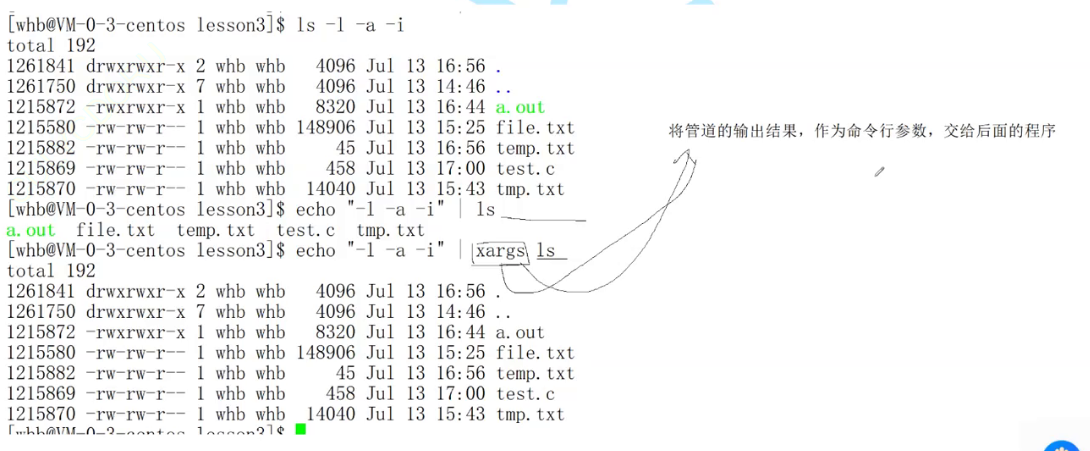 [whb@VM-0-3-centos lesson3]$ ls -l -a -i
total 192
1261841 drwxrwxr-x 2 whb whb   4096 Jul 13 16:56 .
1261750 drwxrwxr-x 7 whb whb   4096 Jul 13 14:46 ..
1215872 -rwxrwxr-x 1 whb whb   8320 Jul 13 16:44 a.out
1215580 -rw-rw-r-- 1 whb whb 148906 Jul 13 15:25 file.txt
1215882 -rw-rw-r-- 1 whb whb     45 Jul 13 16:56 temp.txt
1215869 -rw-rw-r-- 1 whb whb    458 Jul 13 17:00 test.c
1215870 -rw-rw-r-- 1 whb whb  14040 Jul 13 15:43 tmp.txt
[whb@VM-0-3-centos lesson3]$ echo "-l -a -i" | ls
a.out  file.txt  temp.txt  test.c  tmp.txt
[whb@VM-0-3-centos lesson3]$ echo "-l -a -i" | xargs ls
total 192
1261841 drwxrwxr-x 2 whb whb   4096 Jul 13 16:56 .
1261750 drwxrwxr-x 7 whb whb   4096 Jul 13 14:46 ..
1215872 -rwxrwxr-x 1 whb whb   8320 Jul 13 16:44 a.out
1215580 -rw-rw-r-- 1 whb whb 148906 Jul 13 15:25 file.txt
1215882 -rw-rw-r-- 1 whb whb     45 Jul 13 16:56 temp.txt
1215869 -rw-rw-r-- 1 whb whb    458 Jul 13 17:00 test.c
1215870 -rw-rw-r-- 1 whb whb  14040 Jul 13 15:43 tmp.txt
[whb@VM-0-3-centos lesson3]$
将管道的输出结果，作为命令行参数，交给后面的程序